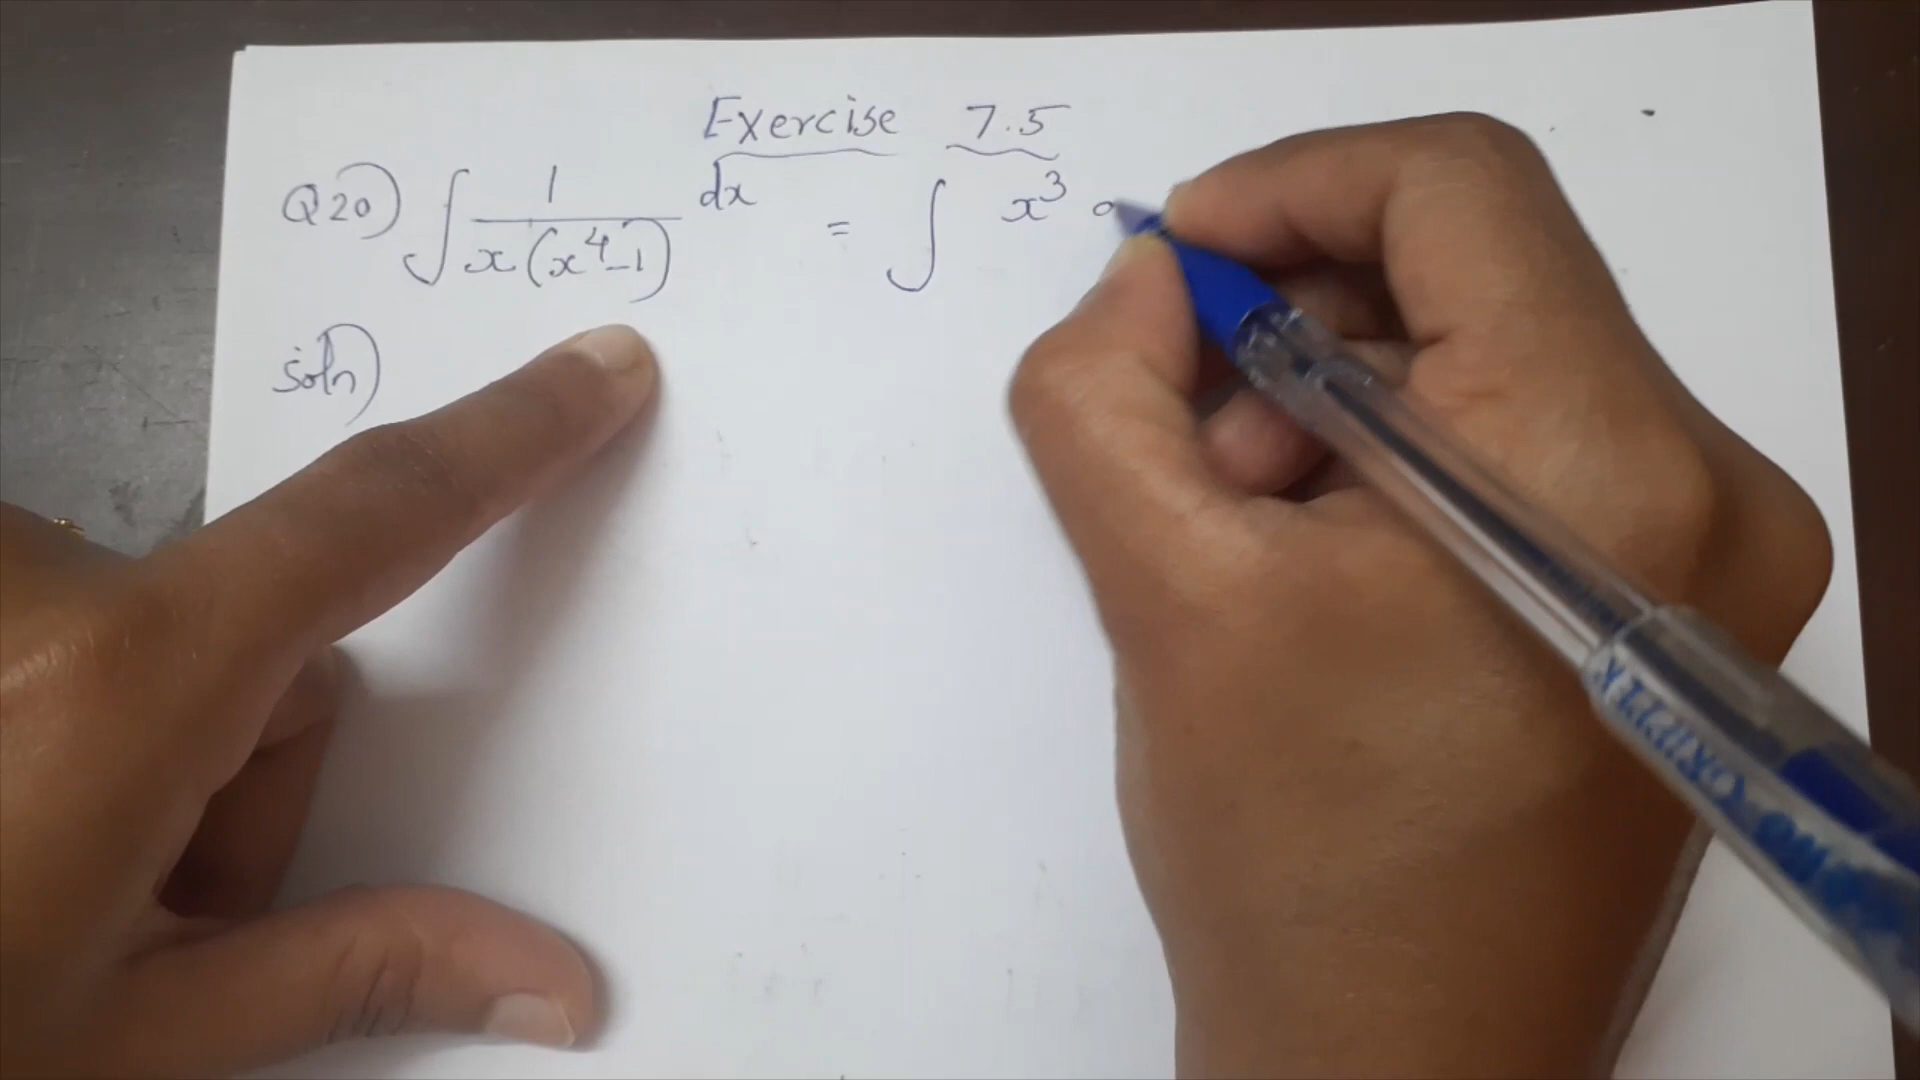 Exercise 7.5
Q20) ∫ 1/x(x⁴-1) dx = ∫ x³
soln)